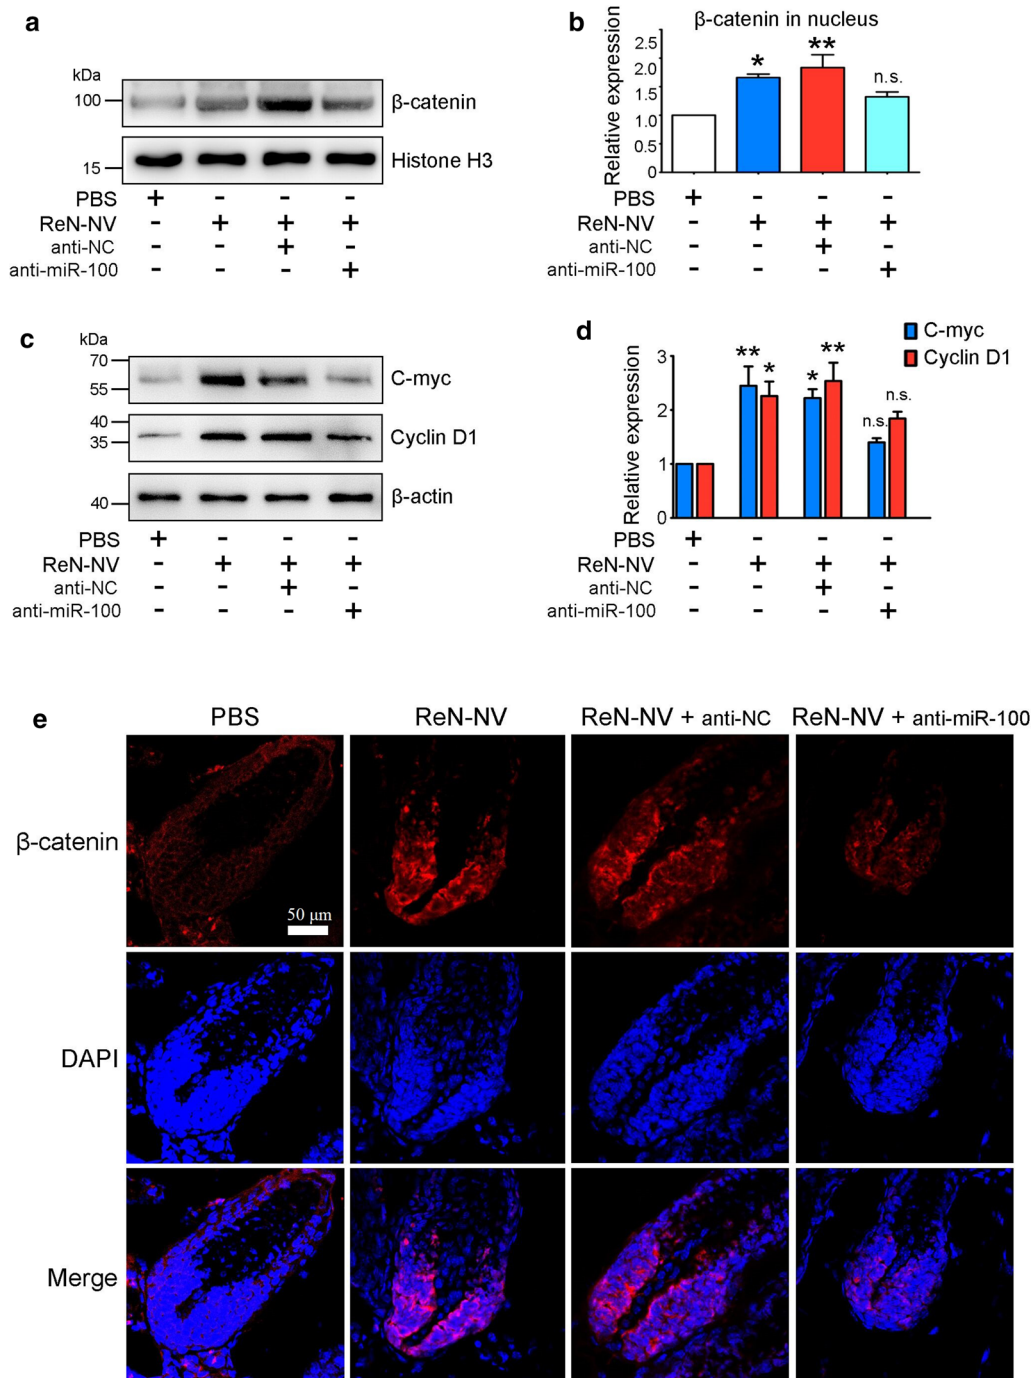 a
kDa
100
β-catenin
15
Histone H3
PBS + - - -
ReN-NV - + + +
anti-NC - - + -
anti-miR-100 - - - +
b
β-catenin in nucleus
Relative expression
2.5
2.0
1.5
1.0
0.5
0
*
**
n.s.
PBS + - - -
ReN-NV - + + +
anti-NC - - + -
anti-miR-100 - - - +
c
kDa
70
55
C-myc
40
35
Cyclin D1
40
β-actin
PBS + - - -
ReN-NV - + + +
anti-NC - - + -
anti-miR-100 - - - +
d
C-myc
Cyclin D1
Relative expression
3
2
1
0
** *
* **
n.s. n.s.
PBS + - - -
ReN-NV - + + +
anti-NC - - + -
anti-miR-100 - - - +
e
PBS ReN-NV ReN-NV + anti-NC ReN-NV + anti-miR-100
β-catenin
50 μm
DAPI
Merge